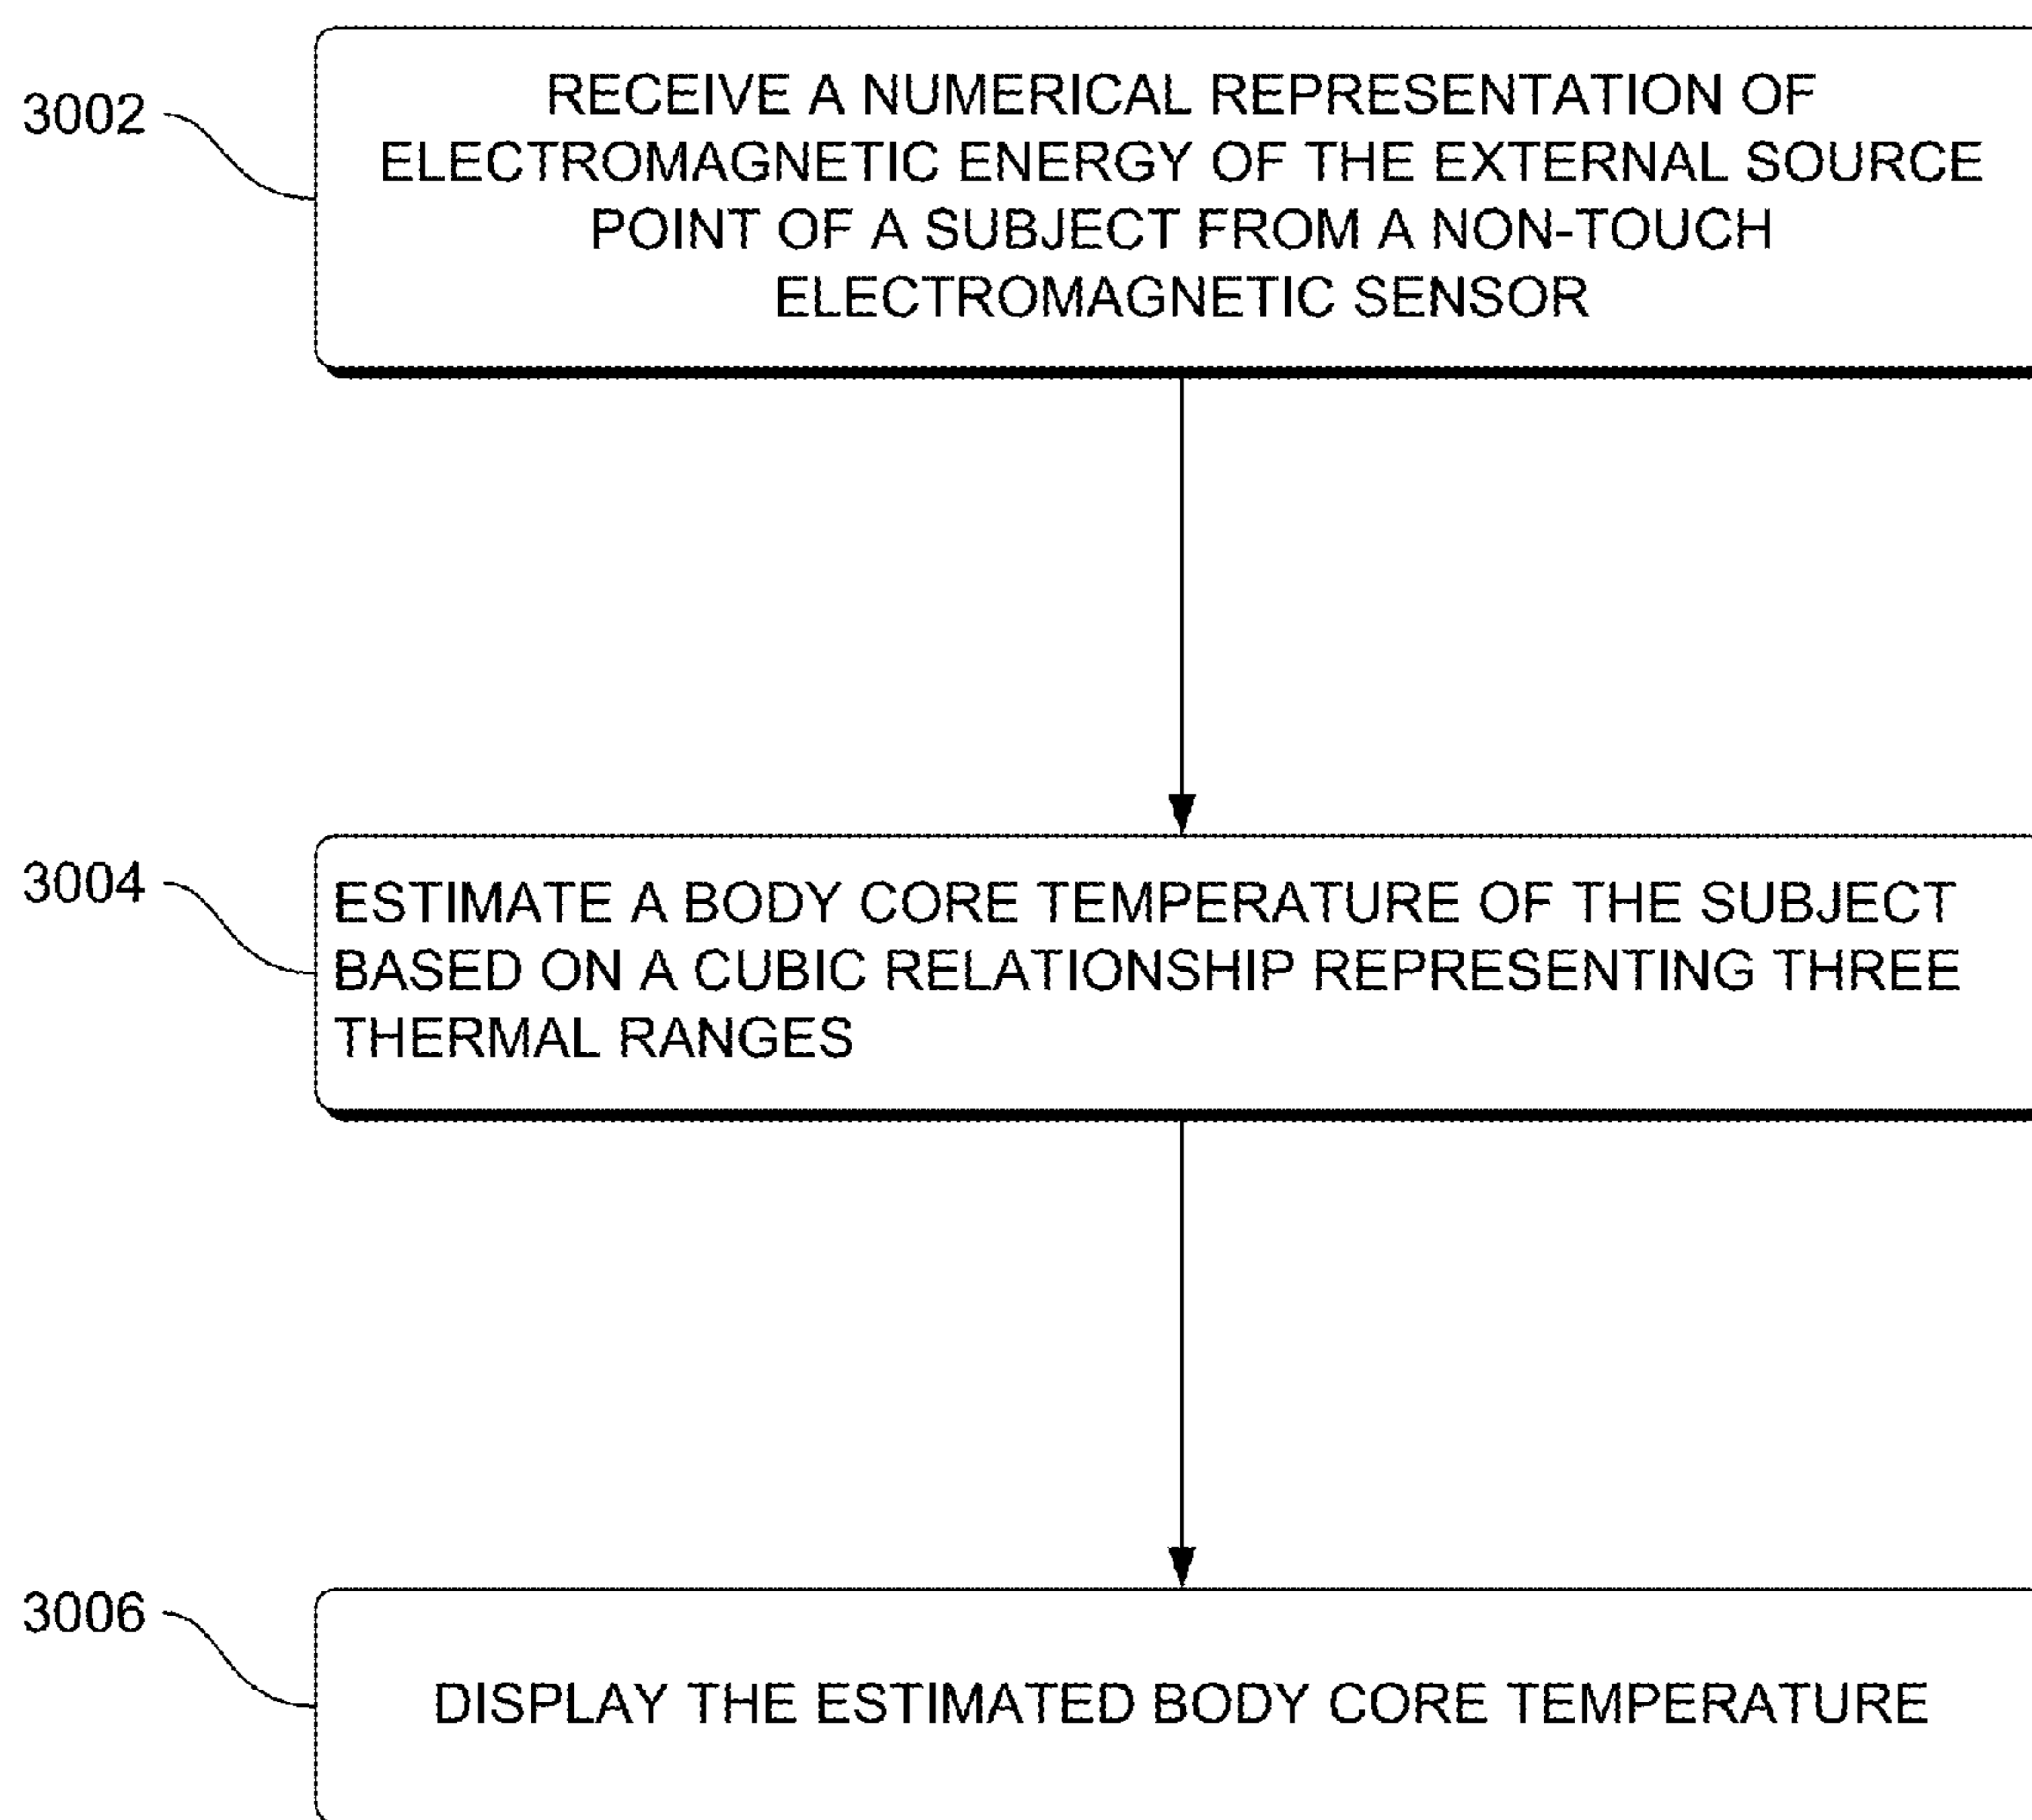 3002
RECEIVE A NUMERICAL REPRESENTATION OF
ELECTROMAGNETIC ENERGY OF THE EXTERNAL SOURCE
POINT OF A SUBJECT FROM A NON-TOUCH
ELECTROMAGNETIC SENSOR
3004
ESTIMATE A BODY CORE TEMPERATURE OF THE SUBJECT
BASED ON A CUBIC RELATIONSHIP REPRESENTING THREE
THERMAL RANGES
3006
DISPLAY THE ESTIMATED BODY CORE TEMPERATURE